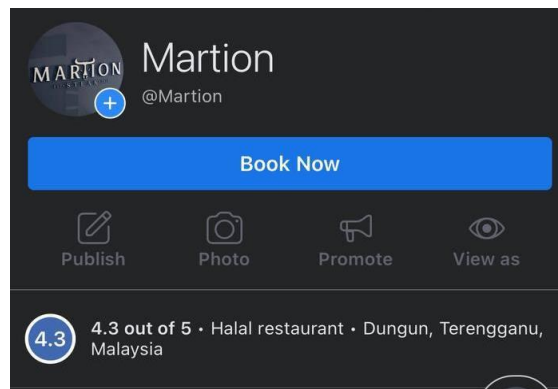 MARTION
Martion
@Martion
Book Now
Publish
Photo
Promote
View as
4.3
4.3 out of 5 • Halal restaurant • Dungun, Terengganu,
Malaysia